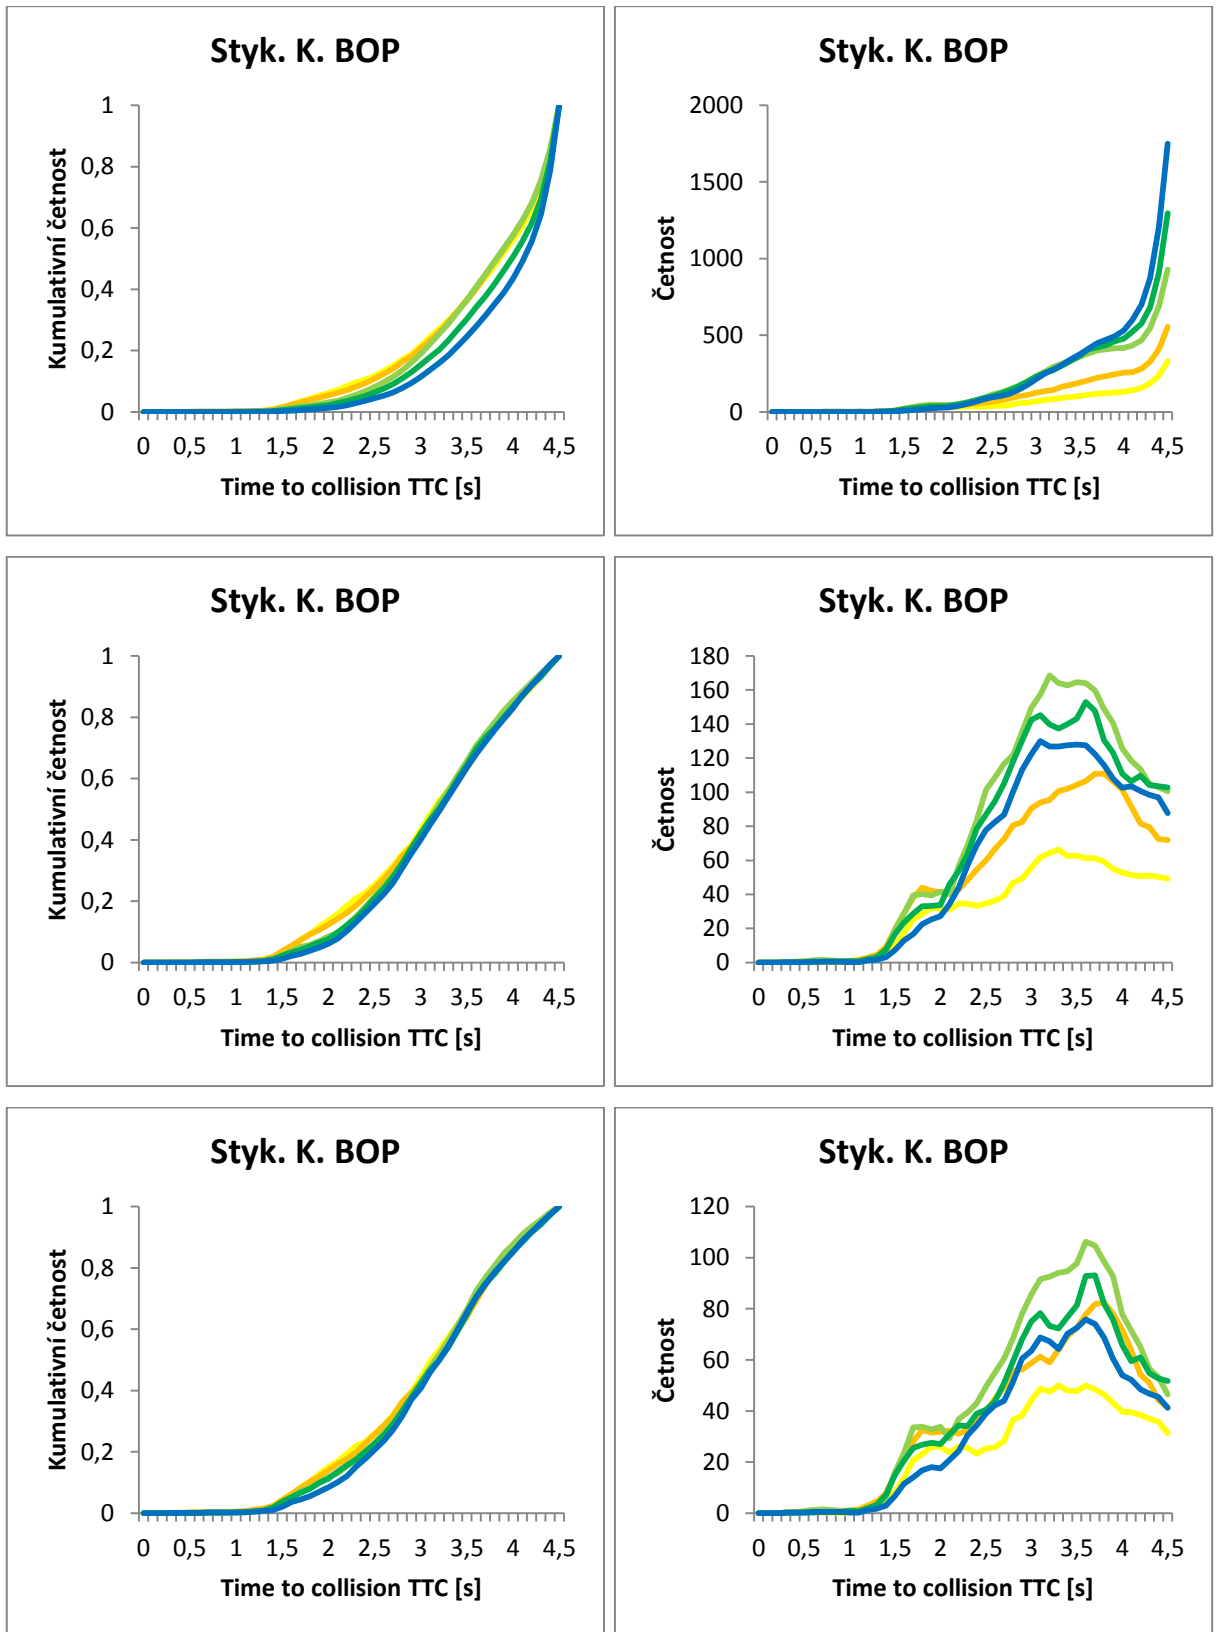 Styk. K. BOP
Kumulativní četnost
1
0,8
0,6
0,4
0,2
0
0 0,5 1 1,5 2 2,5 3 3,5 4 4,5
Time to collision TTC [s]
Styk. K. BOP
Četnost
2000
1500
1000
500
0
0 0,5 1 1,5 2 2,5 3 3,5 4 4,5
Time to collision TTC [s]
Styk. K. BOP
Kumulativní četnost
1
0,8
0,6
0,4
0,2
0
0 0,5 1 1,5 2 2,5 3 3,5 4 4,5
Time to collision TTC [s]
Styk. K. BOP
Četnost
180
160
140
120
100
80
60
40
20
0
0 0,5 1 1,5 2 2,5 3 3,5 4 4,5
Time to collision TTC [s]
Styk. K. BOP
Kumulativní četnost
1
0,8
0,6
0,4
0,2
0
0 0,5 1 1,5 2 2,5 3 3,5 4 4,5
Time to collision TTC [s]
Styk. K. BOP
Četnost
120
100
80
60
40
20
0
0 0,5 1 1,5 2 2,5 3 3,5 4 4,5
Time to collision TTC [s]